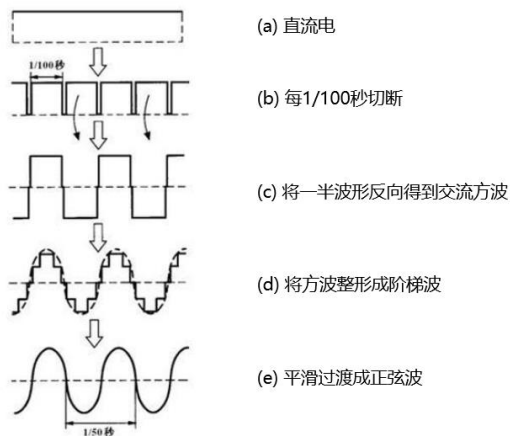 (a) 直流电
1/100秒
(b) 每1/100秒切断
(c) 将一半波形反向得到交流方波
(d) 将方波整形成阶梯波
(e) 平滑过渡成正弦波
1/50秒